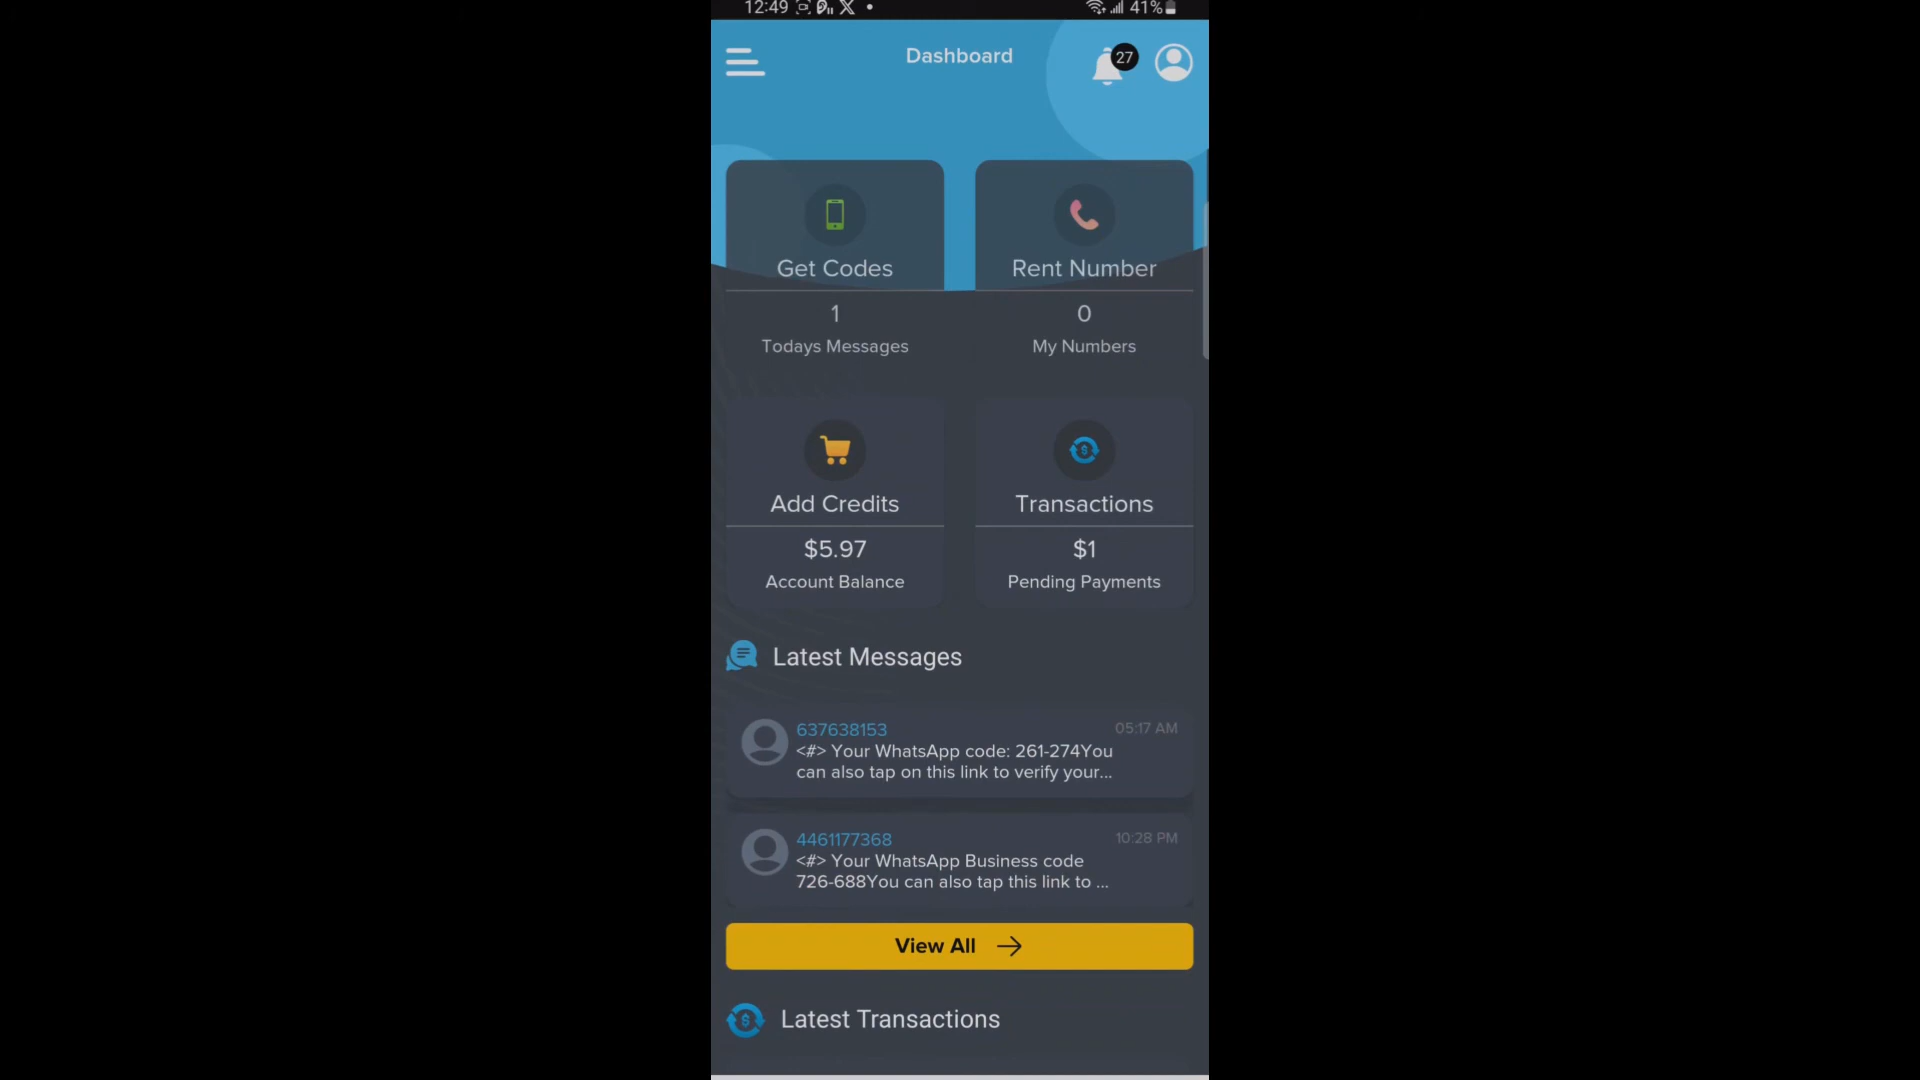 12:49 X 41%
Dashboard
27
Get Codes
Rent Number
1
0
Todays Messages
My Numbers
Add Credits
Transactions
$5.97
$1
Account Balance
Pending Payments
Latest Messages
637638153 05:17 AM
<#> Your WhatsApp code: 261-274You
can also tap on this link to verify your...
4461177368 10:28 PM
<#> Your WhatsApp Business code
726-688You can also tap this link to ...
View All →
Latest Transactions